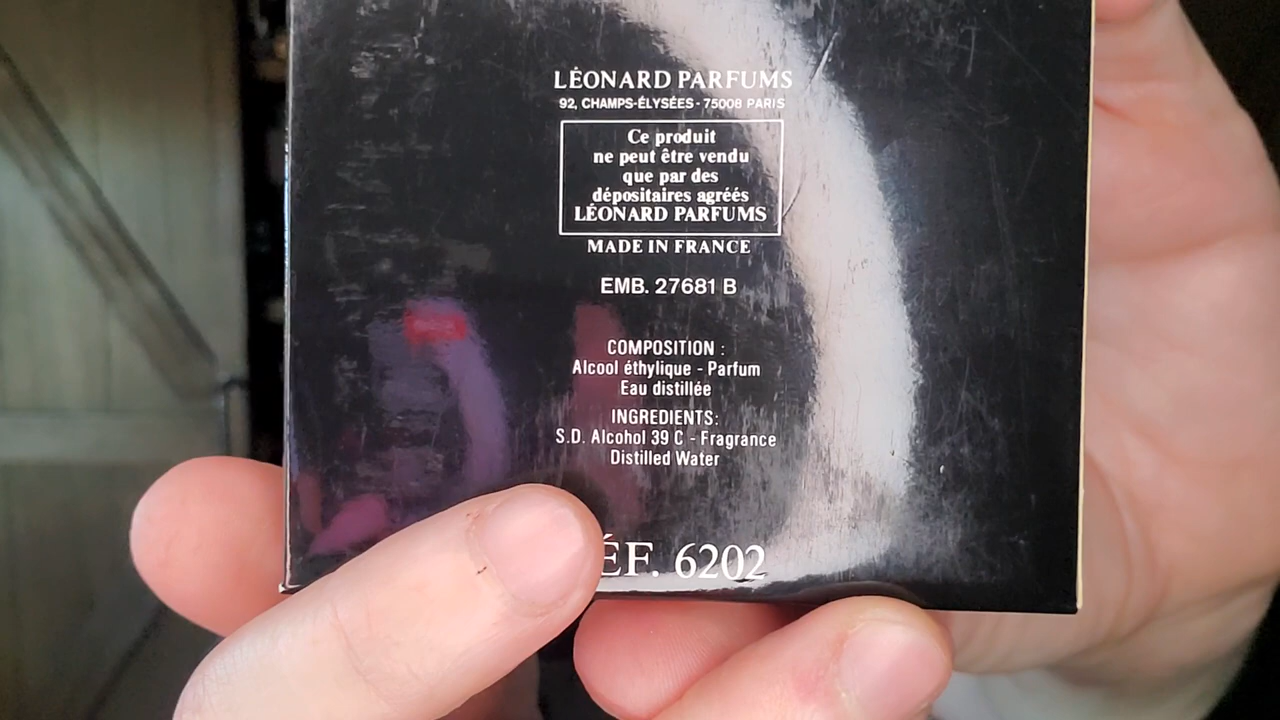 LÉONARD PARFUMS
92, CHAMPS-ÉLYSÉES - 75008 PARIS
Ce produit
ne peut être vendu
que par des
dépositaires agréés
LÉONARD PARFUMS
MADE IN FRANCE
EMB. 27681 B
COMPOSITION :
Alcool éthylique - Parfum
Eau distillée
INGREDIENTS:
S.D. Alcohol 39 C - Fragrance
Distilled Water
ÉF. 6202